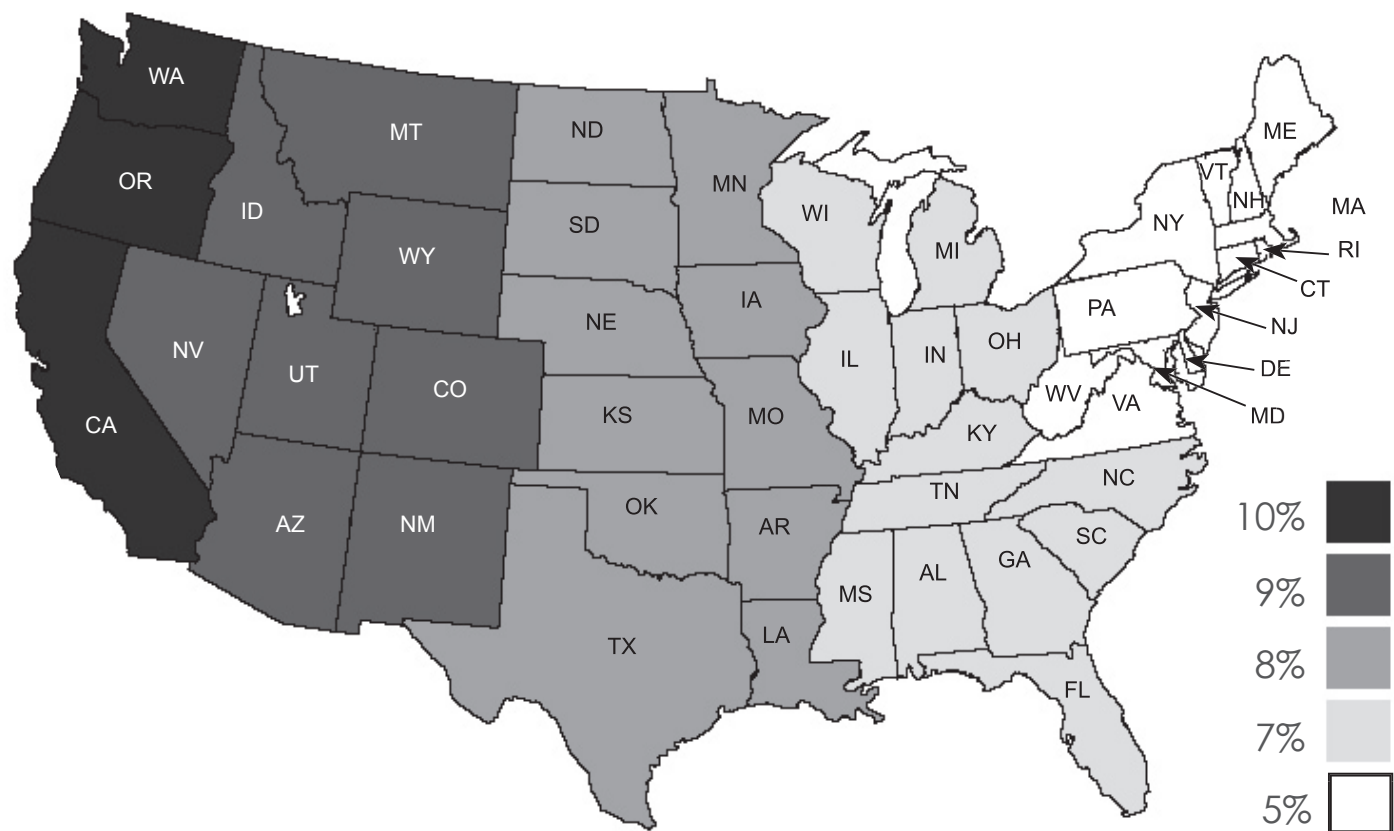 WA
MT
ND
ME
OR
VT
MN
ID
NH
MA
SD
WI
NY
MI
RI
WY
CT
IA
PA
NE
NJ
OH
NV
IN
IL
DE
UT
CO
WV
VA
MD
KS
MO
CA
KY
NC
TN
OK
10%
AZ
NM
AR
SC
GA
AL
MS
9%
LA
TX
8%
FL
7%
5%